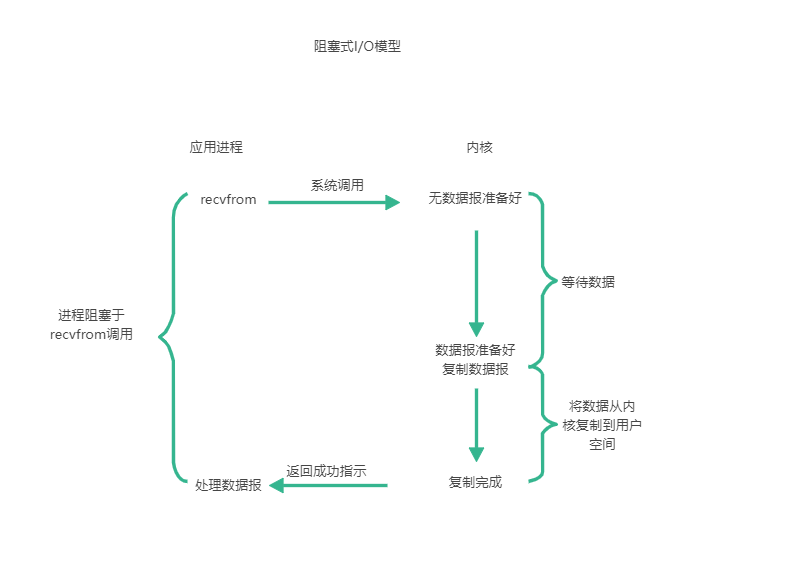 阻塞式I/O模型
应用进程
内核
系统调用
recvfrom
无数据报准备好
等待数据
进程阻塞于
recvfrom调用
数据报准备好
复制数据报
将数据从内
核复制到用户
空间
返回成功指示
处理数据报
复制完成